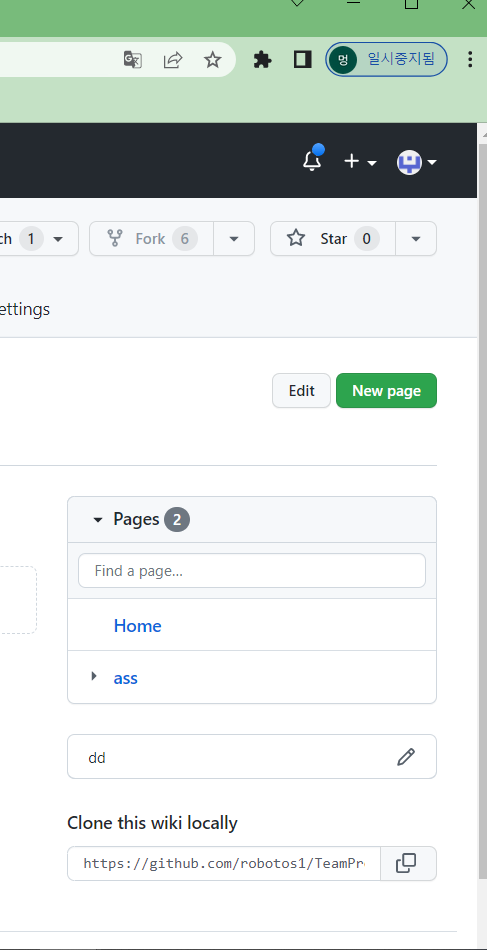 멍 일시중지됨
ch 1 Fork 6 Star 0
ettings
Edit New page
Pages 2
Find a page...
Home
ass
dd
Clone this wiki locally
https://github.com/robotos1/TeamPr